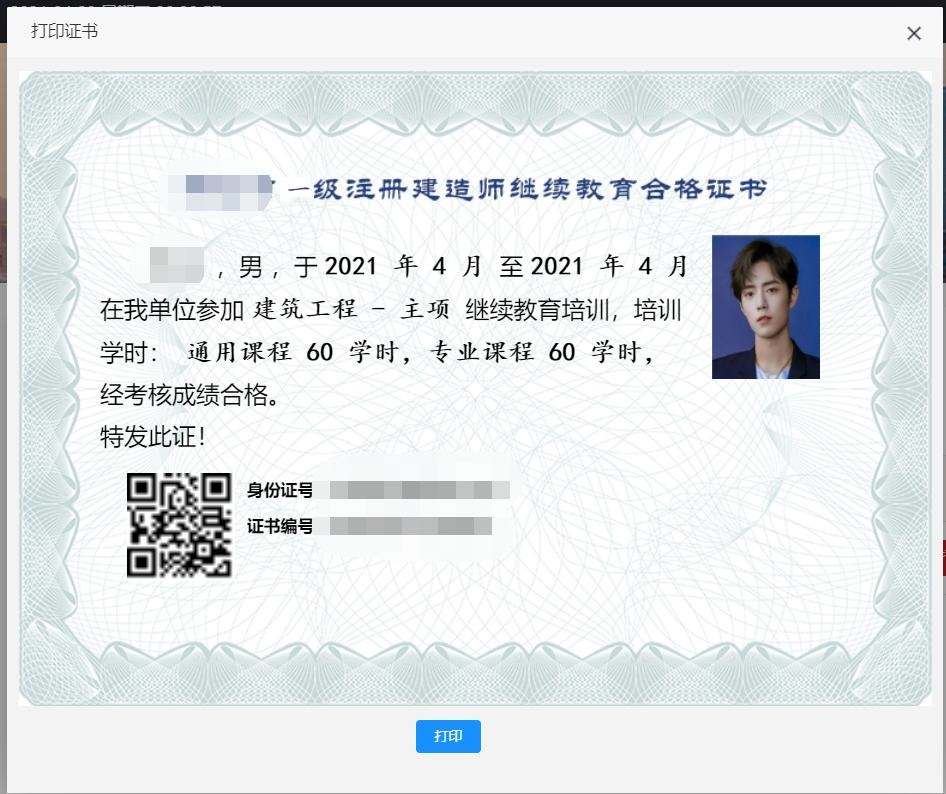 打印证书
一级注册建造师继续教育合格证书
，男，于2021 年 4 月 至2021 年 4 月
在我单位参加 建筑工程 - 主项 继续教育培训，培训
学时： 通用课程 60 学时，专业课程 60 学时，
经考核成绩合格。
特发此证！
身份证号
证书编号
打印